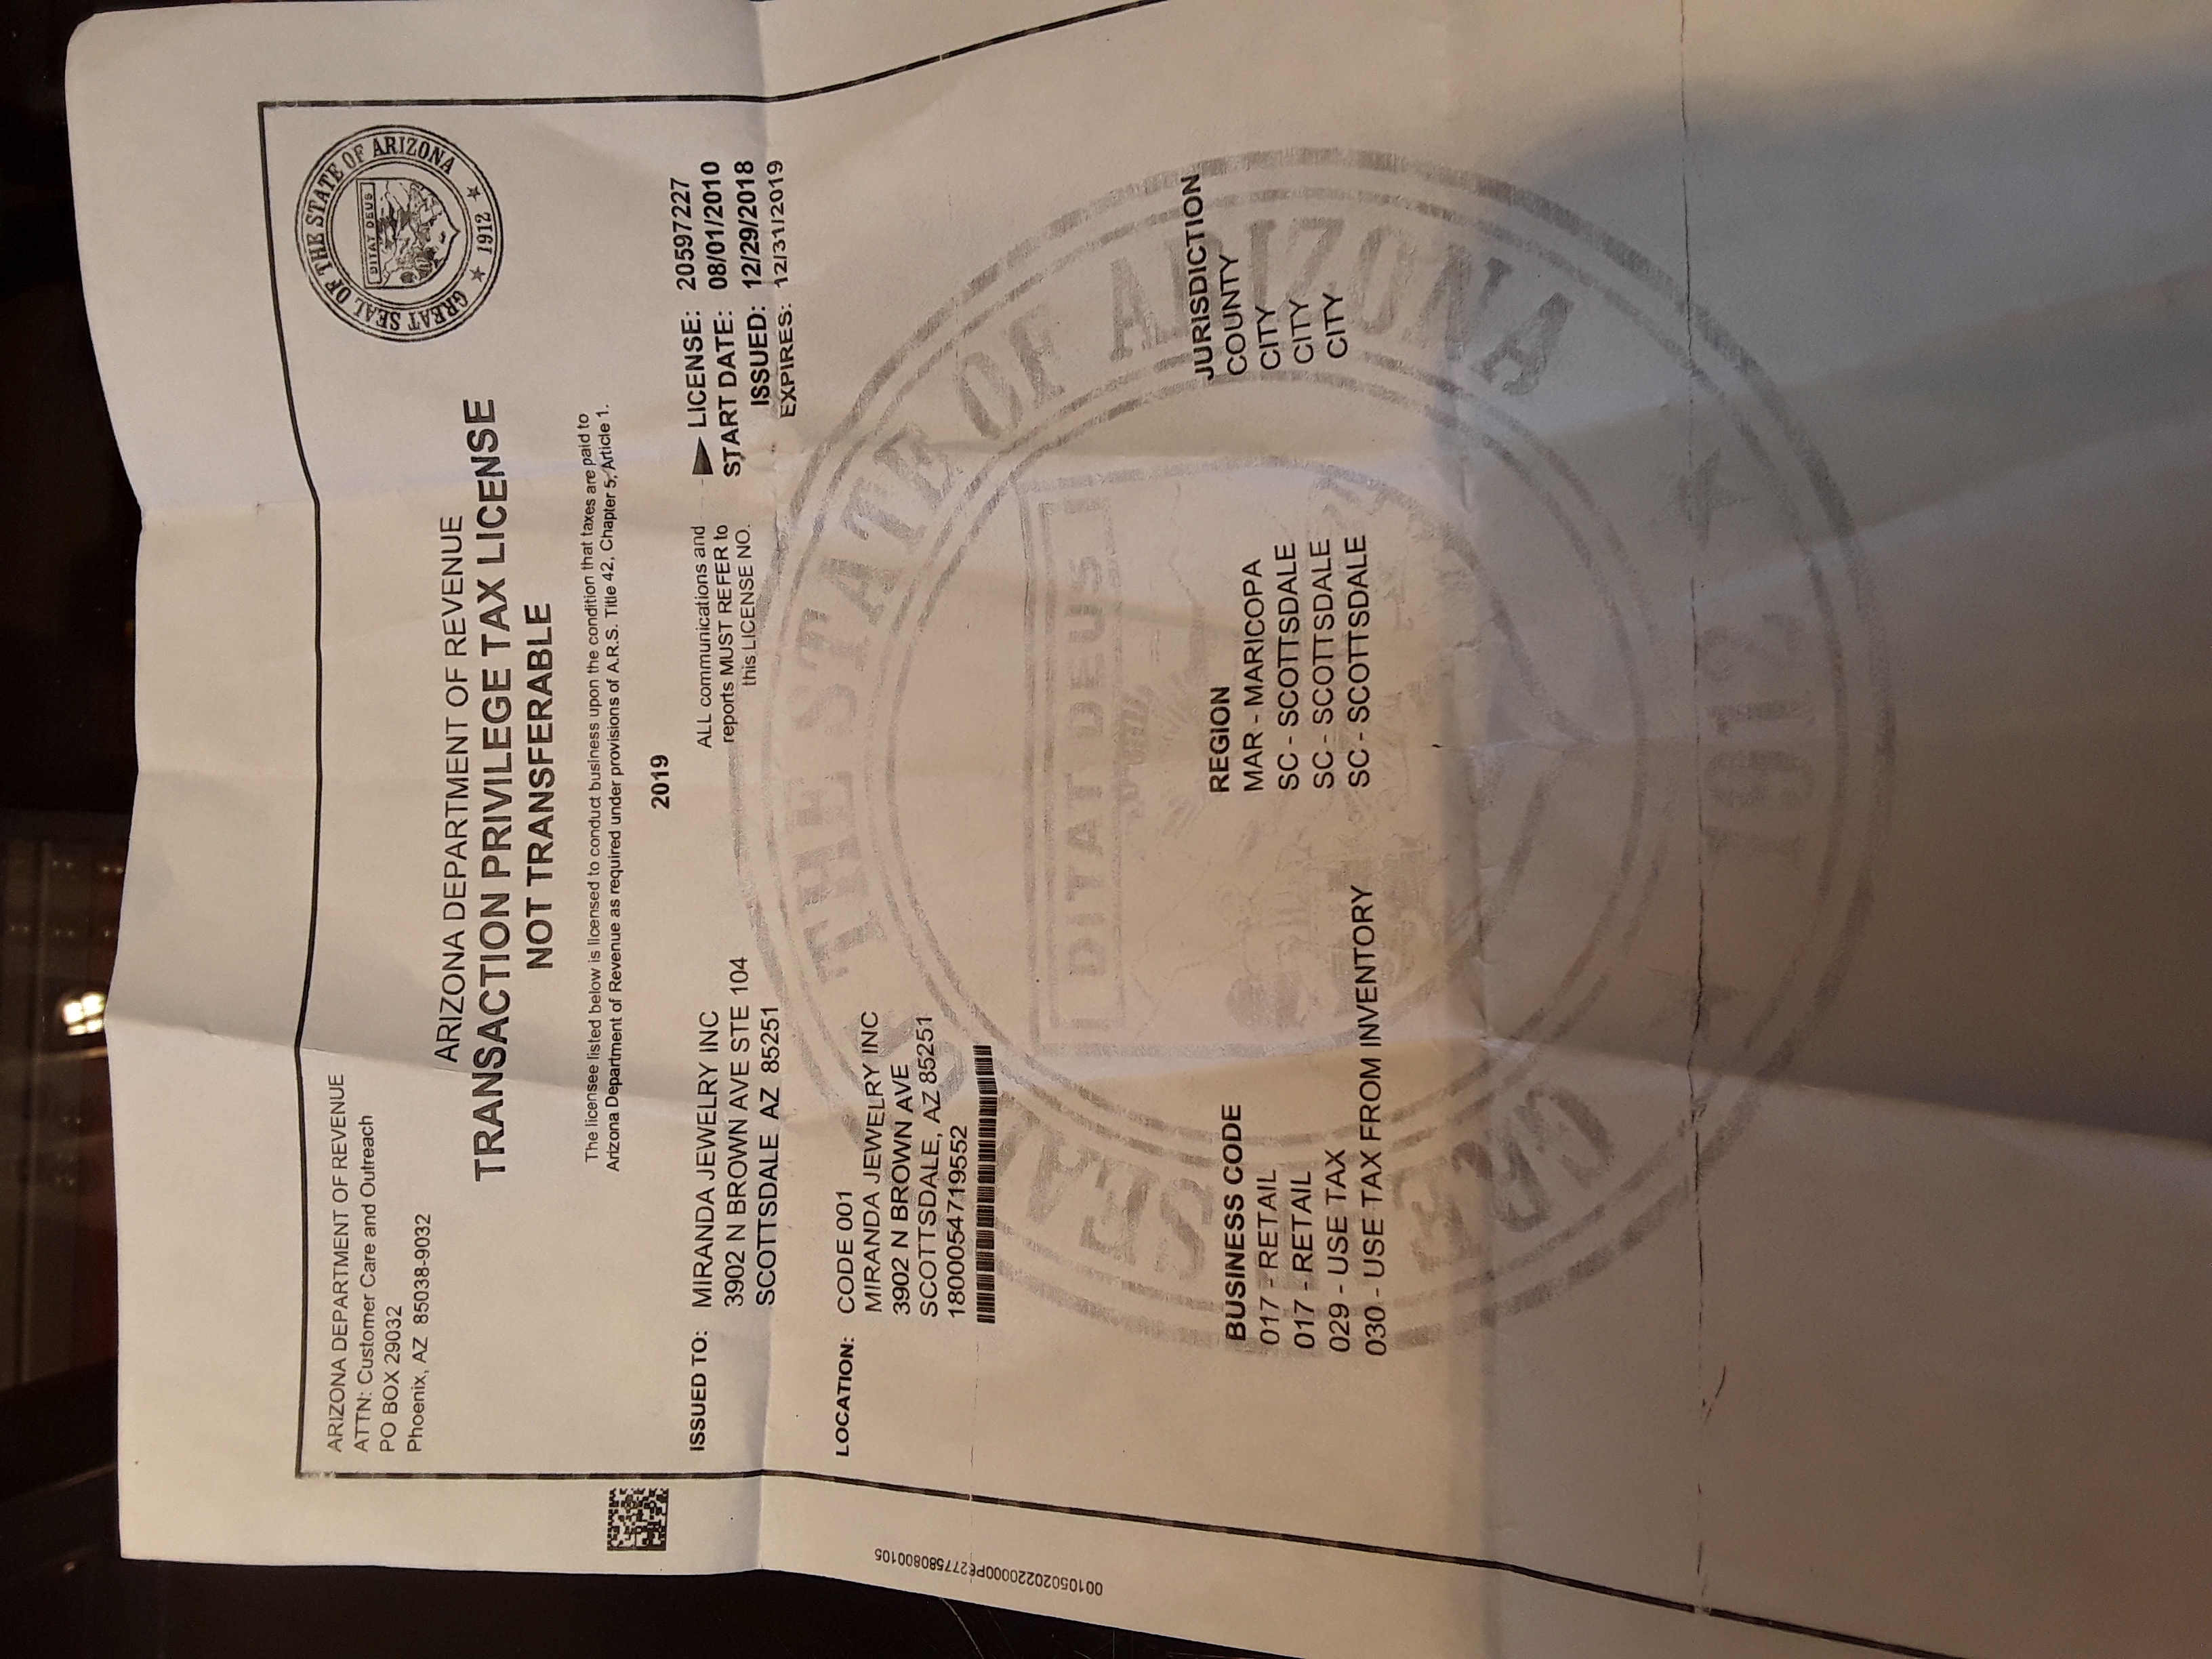 ARIZONA DEPARTMENT OF REVENUE
ATTN: Customer Care and Outreach
PO BOX 29032
Phoenix, AZ 85038-9032
GREAT SEAL OF THE STATE OF ARIZONA
DITAT DEUS
1912
ARIZONA DEPARTMENT OF REVENUE
TRANSACTION PRIVILEGE TAX LICENSE
NOT TRANSFERABLE
The licensee listed below is licensed to conduct business upon the condition that taxes are paid to
Arizona Department of Revenue as required under provisions of A.R.S. Title 42, Chapter 5, Article 1.
2019
ISSUED TO: MIRANDA JEWELRY INC
3902 N BROWN AVE STE 104
SCOTTSDALE AZ 85251
ALL communications and
reports MUST REFER to
this LICENSE NO.
LICENSE: 20597227
START DATE: 08/01/2010
ISSUED: 12/29/2018
EXPIRES: 12/31/2019
LOCATION: CODE 001
MIRANDA JEWELRY INC
3902 N BROWN AVE
SCOTTSDALE, AZ 85251
1800054719552
BUSINESS CODE REGION JURISDICTION
017 - RETAIL MAR - MARICOPA COUNTY
017 - RETAIL SC - SCOTTSDALE CITY
029 - USE TAX SC - SCOTTSDALE CITY
030 - USE TAX FROM INVENTORY SC - SCOTTSDALE CITY
GREAT SEAL OF THE STATE OF ARIZONA
DITAT DEUS
1912